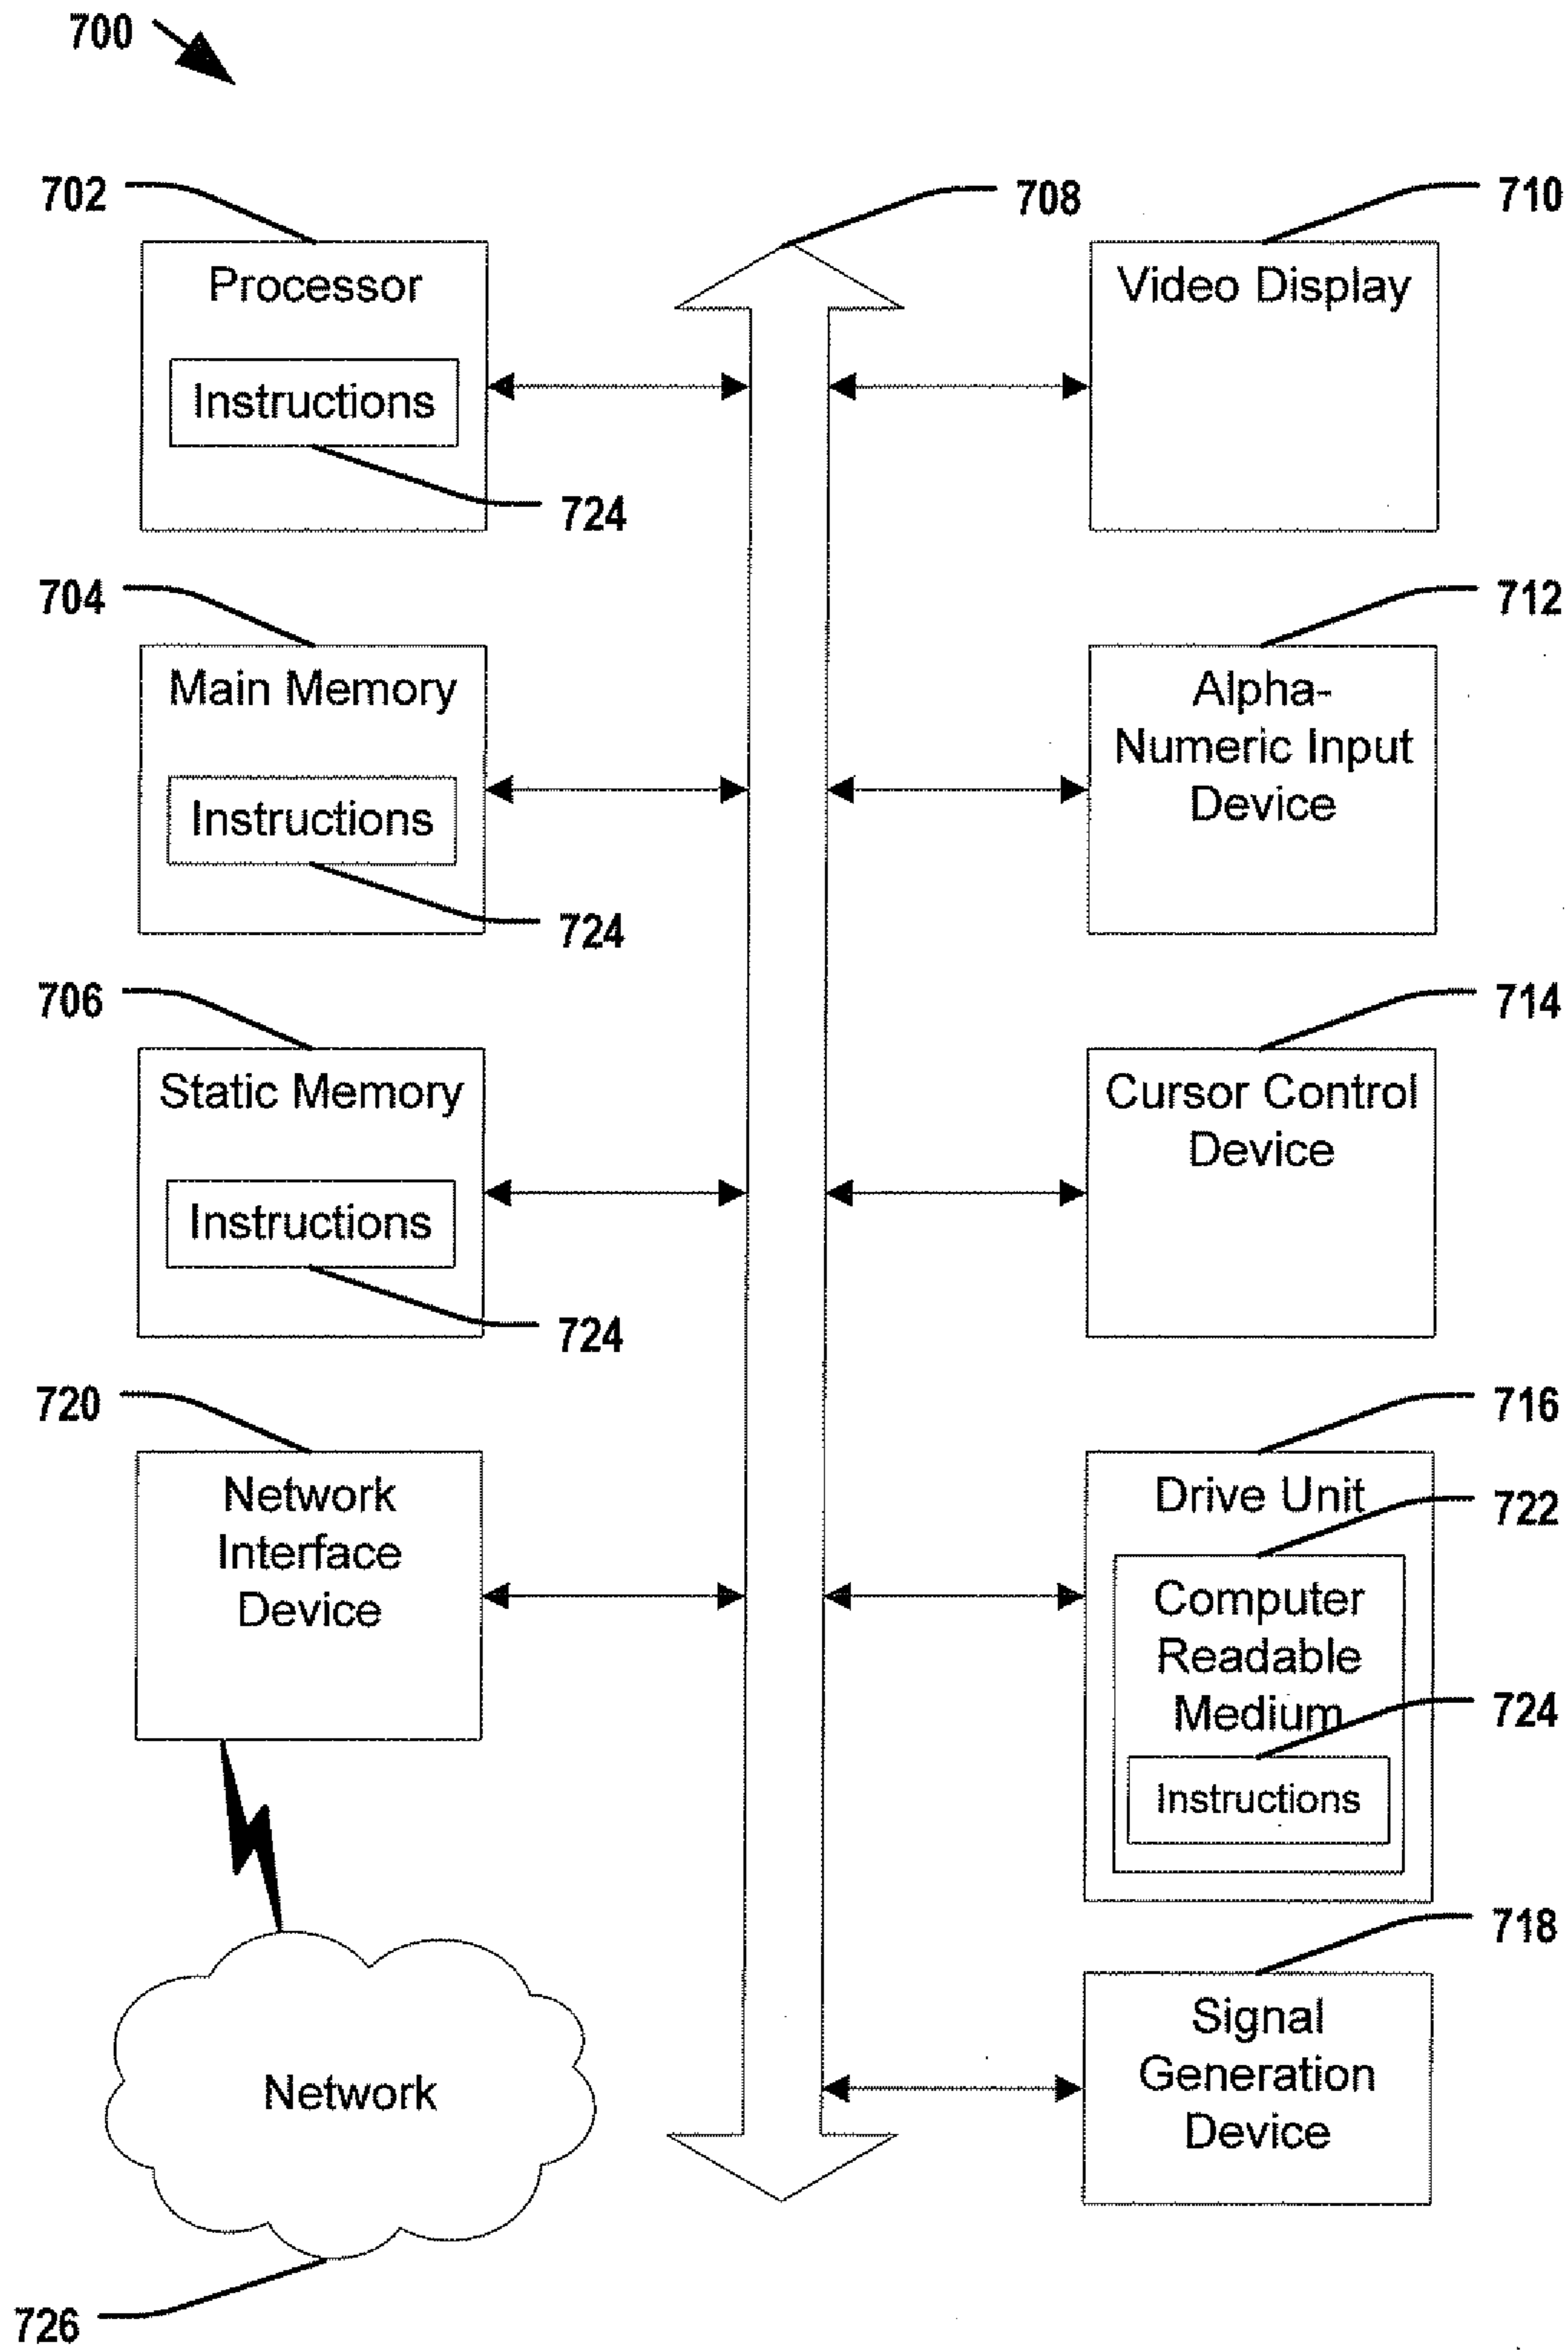 700
702
708
710
Processor
Instructions
724
Video Display
704
712
Main Memory
Instructions
724
Alpha-
Numeric Input
Device
706
714
Static Memory
Instructions
724
Cursor Control
Device
720
716
Network
Interface
Device
Drive Unit
722
Computer
Readable
Medium
724
Instructions
718
Signal
Generation
Device
Network
726